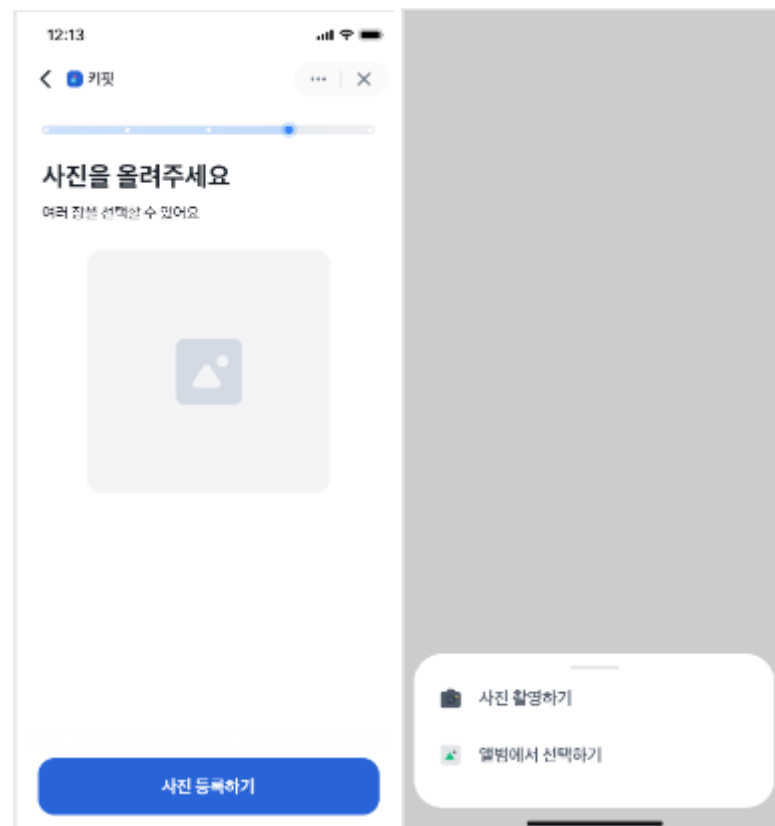 12:13
키핏
사진을 올려주세요
여러 장을 선택할 수 있어요
사진 등록하기
사진 촬영하기
앨범에서 선택하기